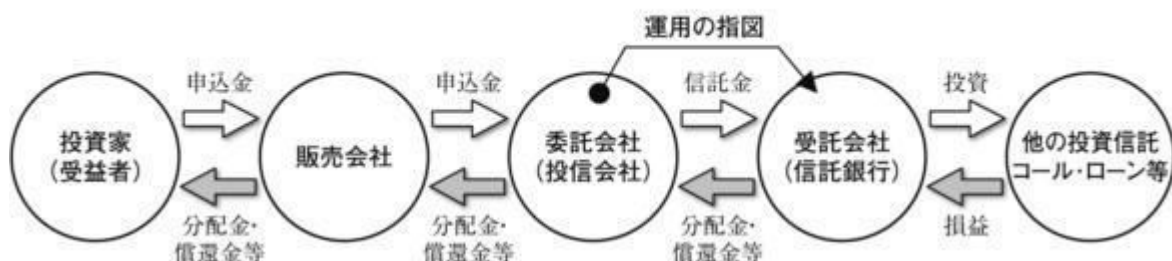 運用の指図
申込金
申込金
信託金
投資
投資家
(受益者)
販売会社
委託会社
(投信会社)
受託会社
(信託銀行)
他の投資信託
コール・ローン等
分配金・
償還金等
分配金・
償還金等
分配金・
償還金等
損益